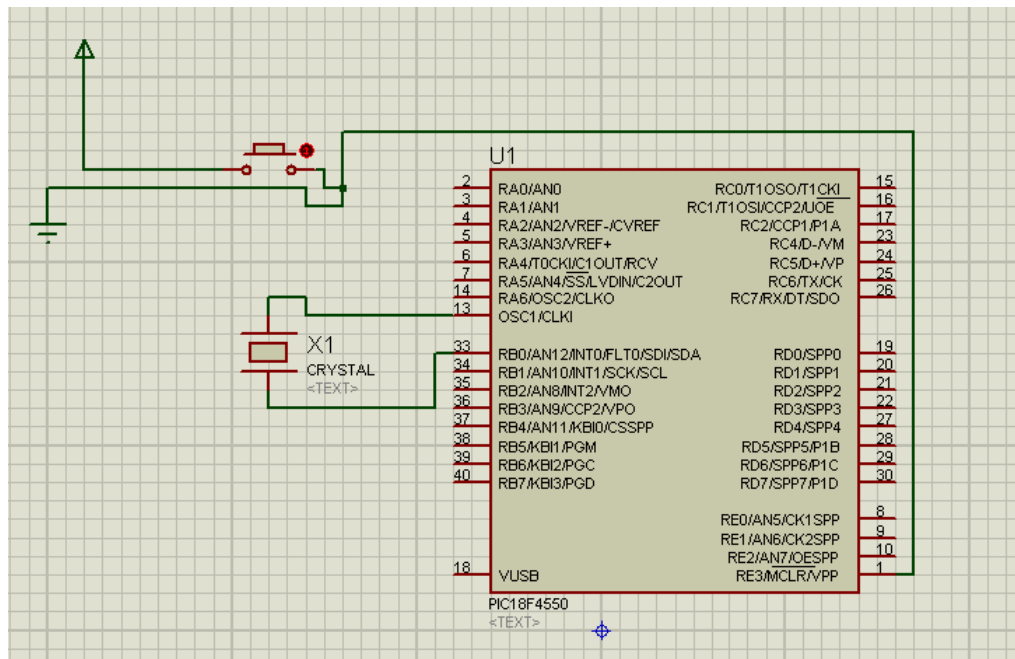 U1
2 RA0/AN0 RC0/T1OSO/T1CKI 15
3 RA1/AN1 RC1/T1OSI/CCP2/UOE 16
4 RA2/AN2/VREF-/CVREF RC2/CCP1/P1A 17
5 RA3/AN3/VREF+ RC4/D-/VM 23
6 RA4/T0CKI/C1OUT/RCV RC5/D+/VP 24
7 RA5/AN4/SS/LVDIN/C2OUT RC6/TX/CK 25
14 RA6/OSC2/CLKO RC7/RX/DT/SDO 26
13 OSC1/CLKI
X1
CRYSTAL
<TEXT>
33 RB0/AN12/INT0/FLT0/SDI/SDA RD0/SPP0 19
34 RB1/AN10/INT1/SCK/SCL RD1/SPP1 20
35 RB2/AN8/INT2/VMO RD2/SPP2 21
36 RB3/AN9/CCP2/VPO RD3/SPP3 22
37 RB4/AN11/KBI0/CSSPP RD4/SPP4 27
38 RB5/KBI1/PGM RD5/SPP5/P1B 28
39 RB6/KBI2/PGC RD6/SPP6/P1C 29
40 RB7/KBI3/PGD RD7/SPP7/P1D 30
RE0/AN5/CK1SPP 8
RE1/AN6/CK2SPP 9
RE2/AN7/OESPP 10
18 VUSB RE3/MCLR/VPP 1
PIC18F4550
<TEXT>